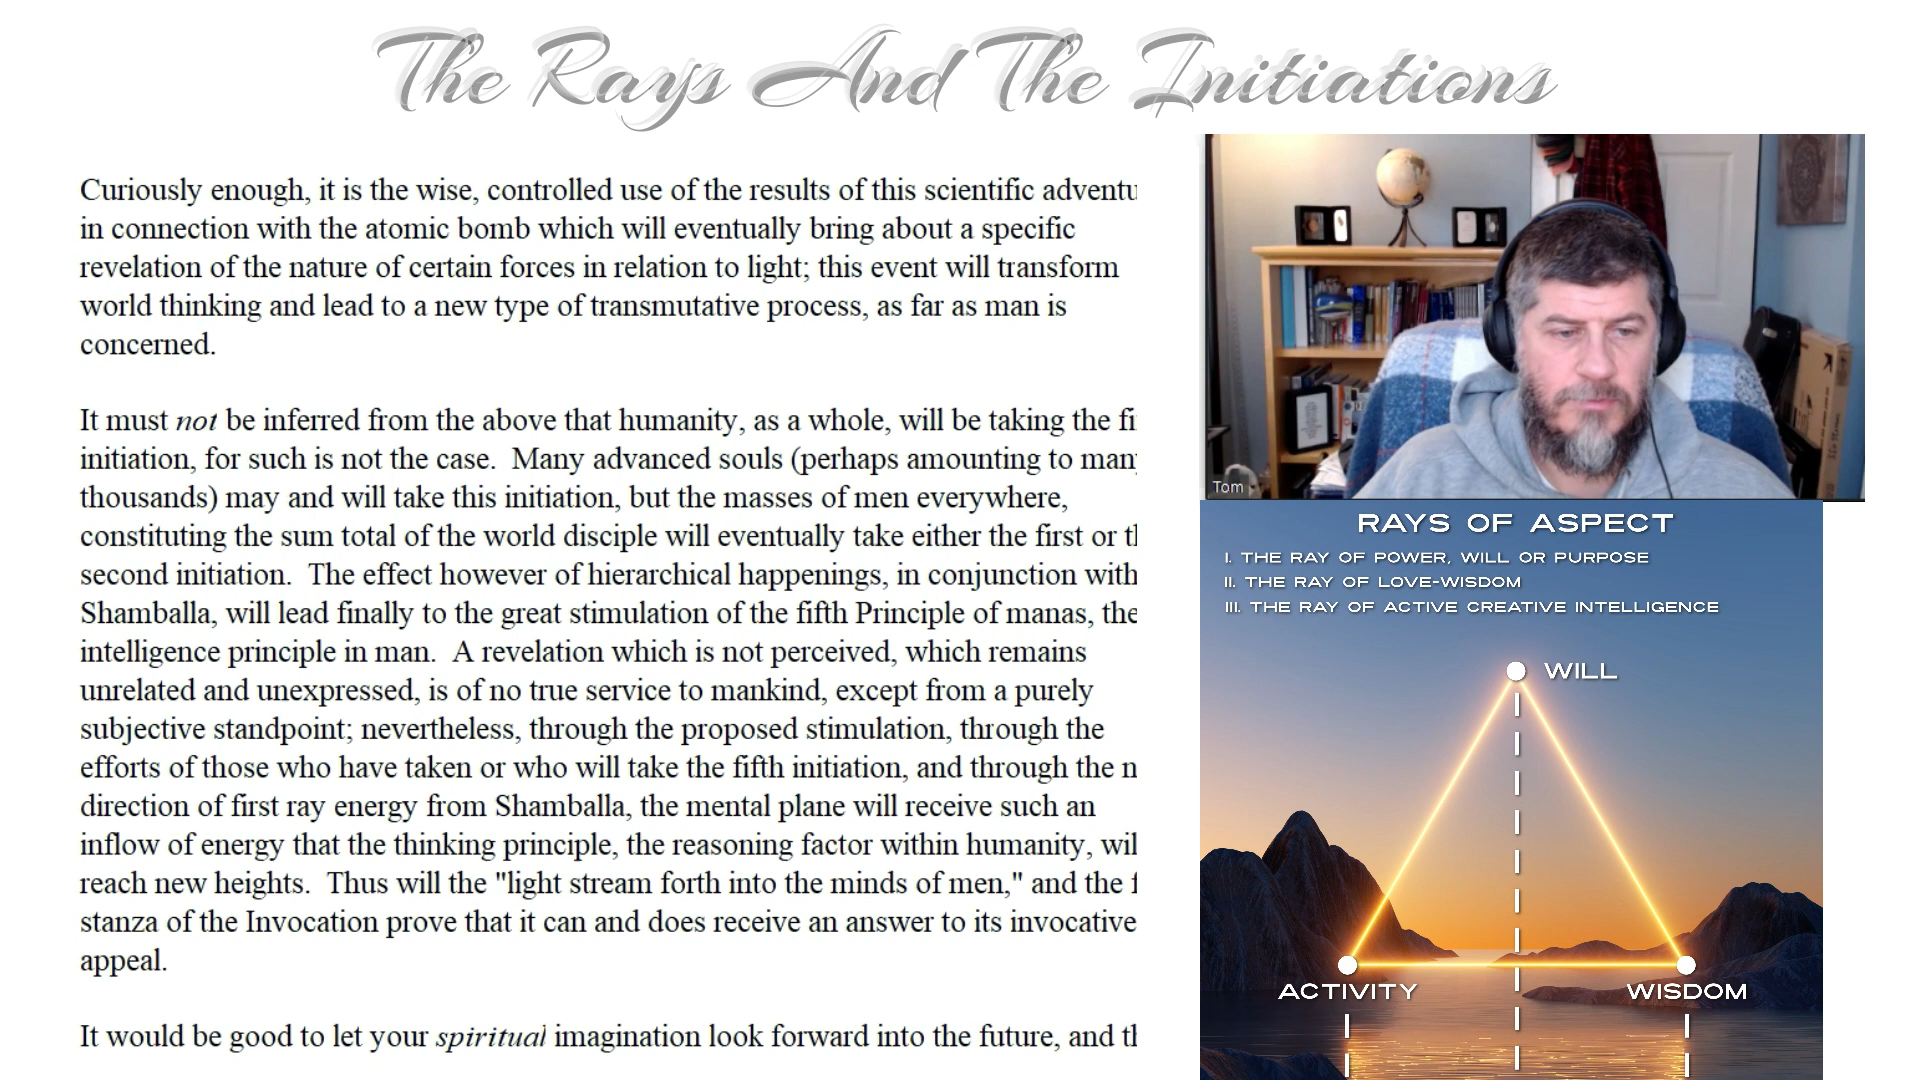 The Rays And The Initiations
Curiously enough, it is the wise, controlled use of the results of this scientific adventu
in connection with the atomic bomb which will eventually bring about a specific
revelation of the nature of certain forces in relation to light; this event will transform
world thinking and lead to a new type of transmutative process, as far as man is
concerned.
It must not be inferred from the above that humanity, as a whole, will be taking the fi
initiation, for such is not the case.  Many advanced souls (perhaps amounting to man
thousands) may and will take this initiation, but the masses of men everywhere,
constituting the sum total of the world disciple will eventually take either the first or t
second initiation.  The effect however of hierarchical happenings, in conjunction with
Shamballa, will lead finally to the great stimulation of the fifth Principle of manas, the
intelligence principle in man.  A revelation which is not perceived, which remains
unrelated and unexpressed, is of no true service to mankind, except from a purely
subjective standpoint; nevertheless, through the proposed stimulation, through the
efforts of those who have taken or who will take the fifth initiation, and through the n
direction of first ray energy from Shamballa, the mental plane will receive such an
inflow of energy that the thinking principle, the reasoning factor within humanity, wil
reach new heights.  Thus will the "light stream forth into the minds of men," and the f
stanza of the Invocation prove that it can and does receive an answer to its invocative
appeal.
It would be good to let your spiritual imagination look forward into the future, and th
Tom
RAYS OF ASPECT
I. THE RAY OF POWER, WILL OR PURPOSE
II. THE RAY OF LOVE-WISDOM
III. THE RAY OF ACTIVE CREATIVE INTELLIGENCE
WILL
ACTIVITY
WISDOM